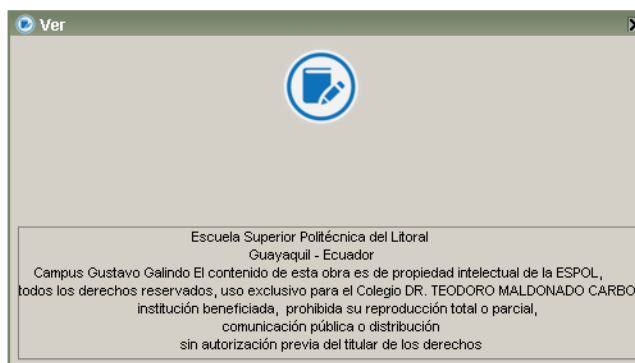 Ver
Escuela Superior Politécnica del Litoral
Guayaquil - Ecuador
Campus Gustavo Galindo El contenido de esta obra es de propiedad intelectual de la ESPOL,
todos los derechos reservados, uso exclusivo para el Colegio DR. TEODORO MALDONADO CARBO
institución beneficiada, prohibida su reproducción total o parcial,
comunicación pública o distribución
sin autorización previa del titular de los derechos